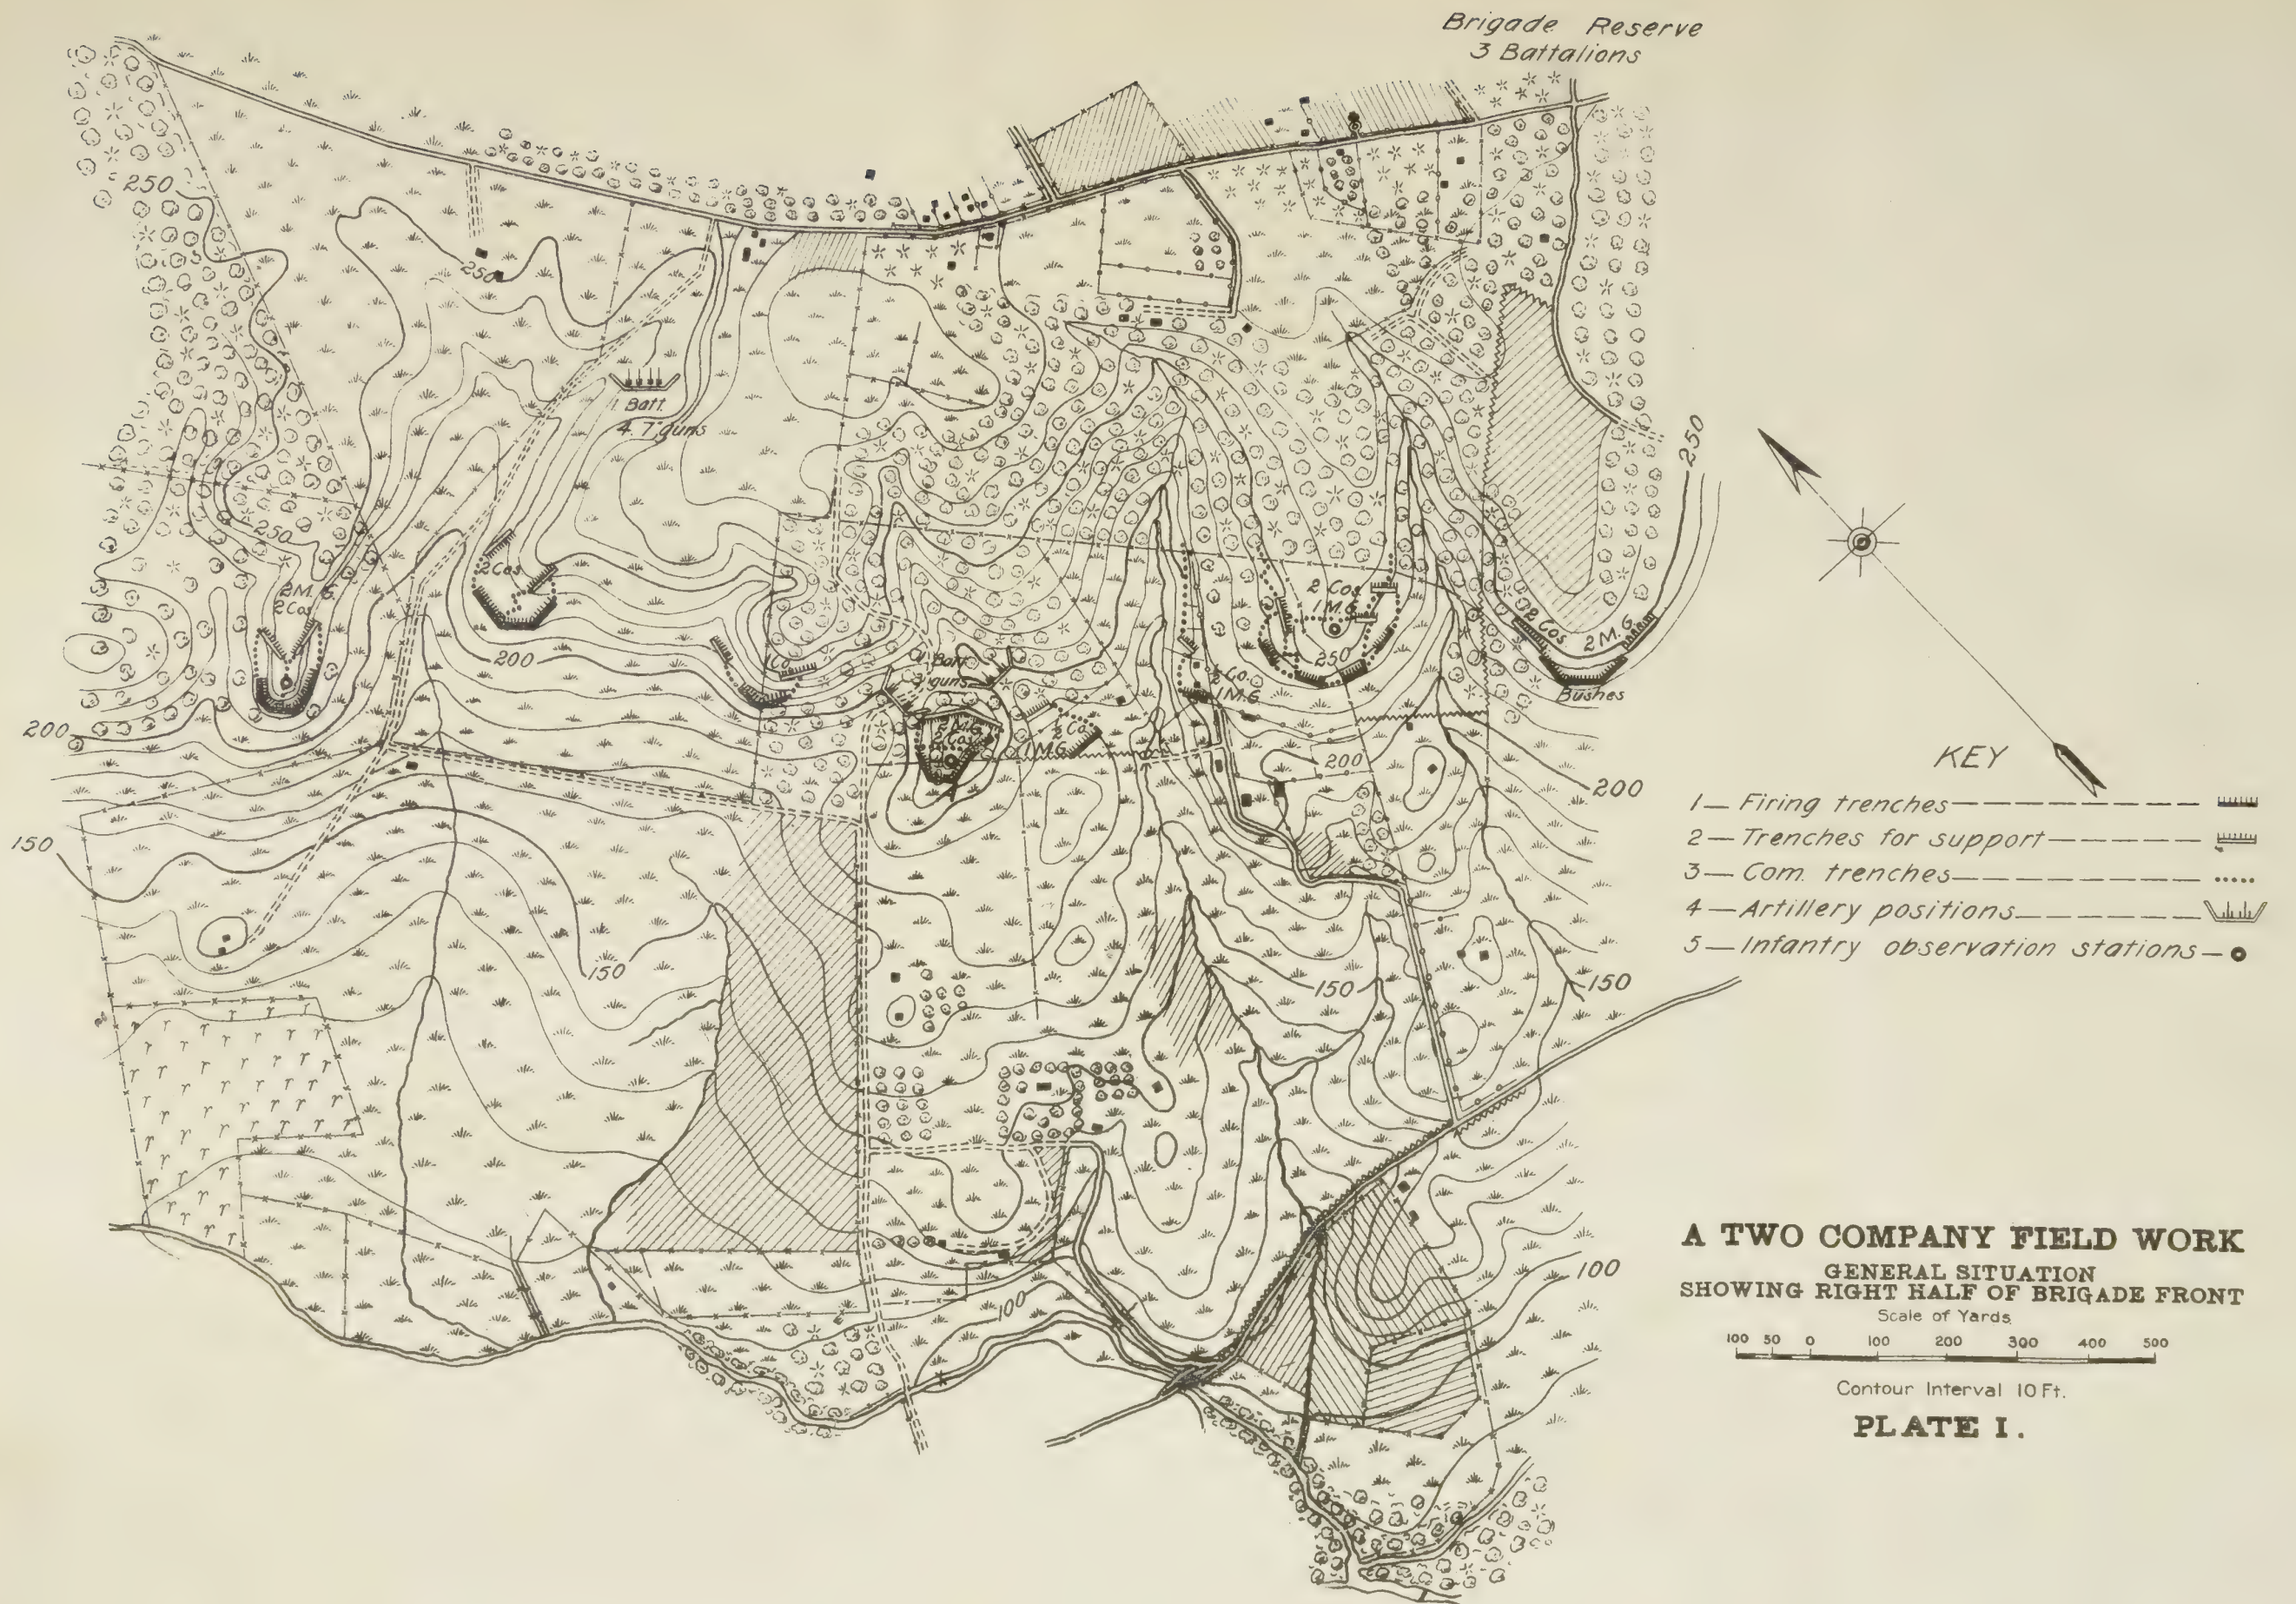 Brigade Reserve
3 Battalions
250
250
1 Batt.
4.7 guns
250
250
2 Cos
2 M.G.
2 Cos
2 Cos
1 M.G.
2 Cos
2 M.G.
200
1 Co.
1 Batt.
3" guns
250
½ Co.
1 M.G.
Bushes
200
2 M.G.
2 Cos
½ Co
1 M.G.
200
200
150
150
150
150
100
100
KEY
1— Firing trenches
2— Trenches for support
3— Com. trenches
4— Artillery positions
5— Infantry observation stations
A TWO COMPANY FIELD WORK
GENERAL SITUATION
SHOWING RIGHT HALF OF BRIGADE FRONT
Scale of Yards
100 50 0 100 200 300 400 500
Contour Interval 10 Ft.
PLATE I.